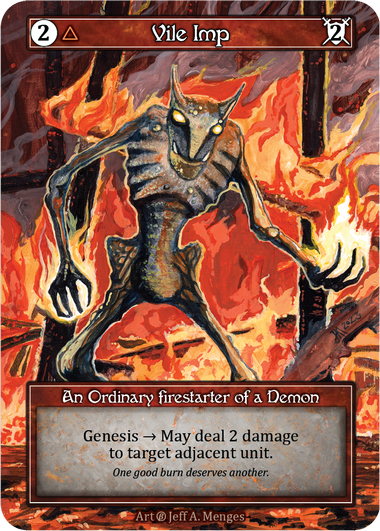 2 Vile Imp 2
An Ordinary firestarter of a Demon
Genesis → May deal 2 damage
to target adjacent unit.
One good burn deserves another.
Art @ Jeff A. Menges